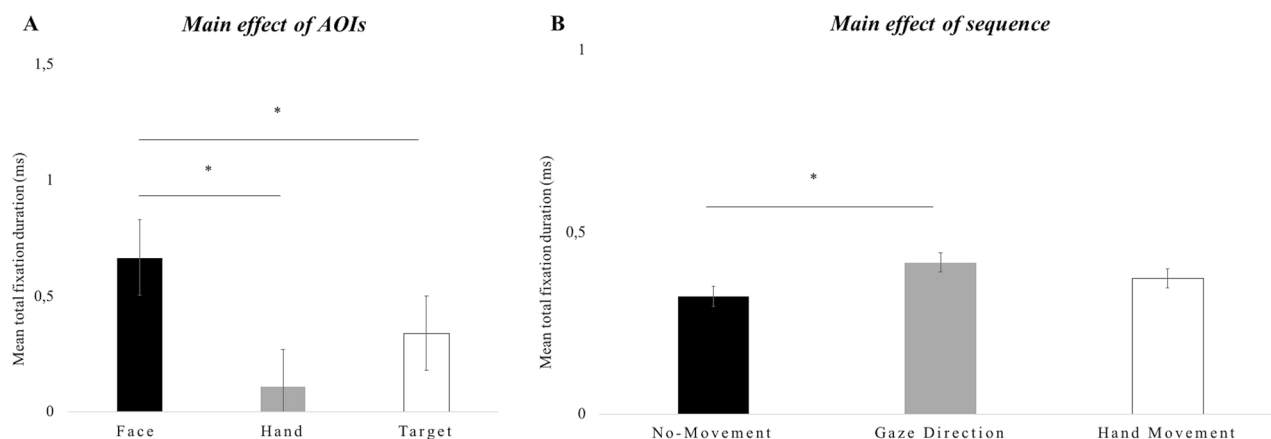 A
Main effect of AOIs
1,5
*
1
*
0,5
0
Mean total fixation duration (ms)
Face
Hand
Target
B
Main effect of sequence
1
*
0,5
0
Mean total fixation duration (ms)
No-Movement
Gaze Direction
Hand Movement